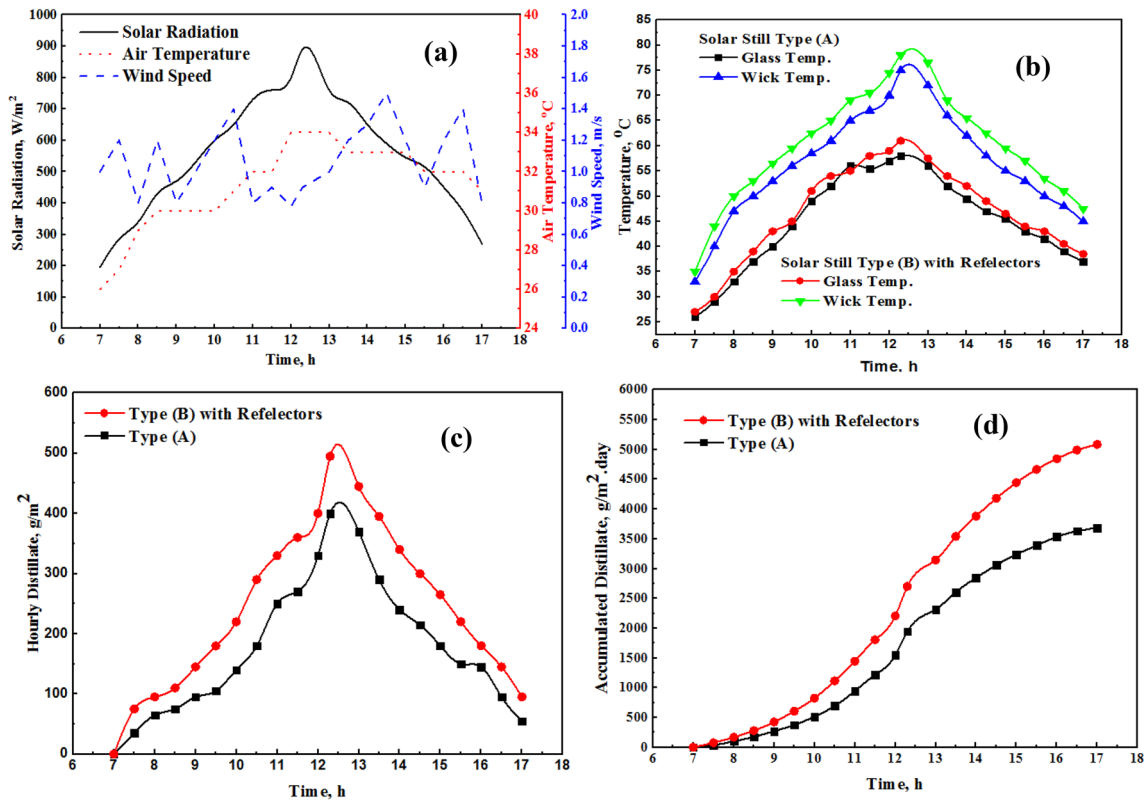 Solar Radiation
Air Temperature
Wind Speed
(a)
Solar Radiation, W/m²
0
100
200
300
400
500
600
700
800
900
1000
Air Temperature, °C
24
26
28
30
32
34
36
38
40
Wind Speed, m/s
0.0
0.2
0.4
0.6
0.8
1.0
1.2
1.4
1.6
1.8
2.0
6 7 8 9 10 11 12 13 14 15 16 17 18
Time, h
Solar Still Type (A)
Glass Temp.
Wick Temp.
(b)
Solar Still Type (B) with Refelectors
Glass Temp.
Wick Temp.
Temperature, °C
25
30
35
40
45
50
55
60
65
70
75
80
85
6 7 8 9 10 11 12 13 14 15 16 17 18
Time. h
Type (B) with Refelectors
Type (A)
(c)
Hourly Distillate, g/m²
0
100
200
300
400
500
600
6 7 8 9 10 11 12 13 14 15 16 17 18
Time, h
Type (B) with Refelectors
Type (A)
(d)
Accumulated Distillate, g/m².day
0
500
1000
1500
2000
2500
3000
3500
4000
4500
5000
5500
6000
6 7 8 9 10 11 12 13 14 15 16 17 18
Time, h